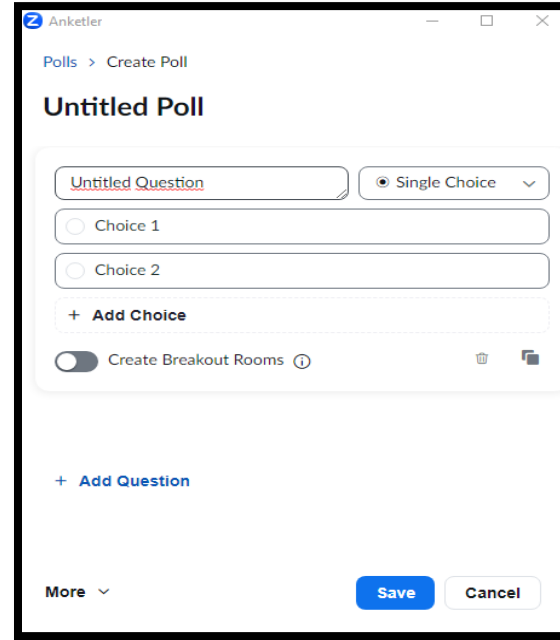 Z Anketler
Polls > Create Poll
Untitled Poll
Untitled Question
Single Choice
Choice 1
Choice 2
+ Add Choice
Create Breakout Rooms
+ Add Question
More
Save
Cancel